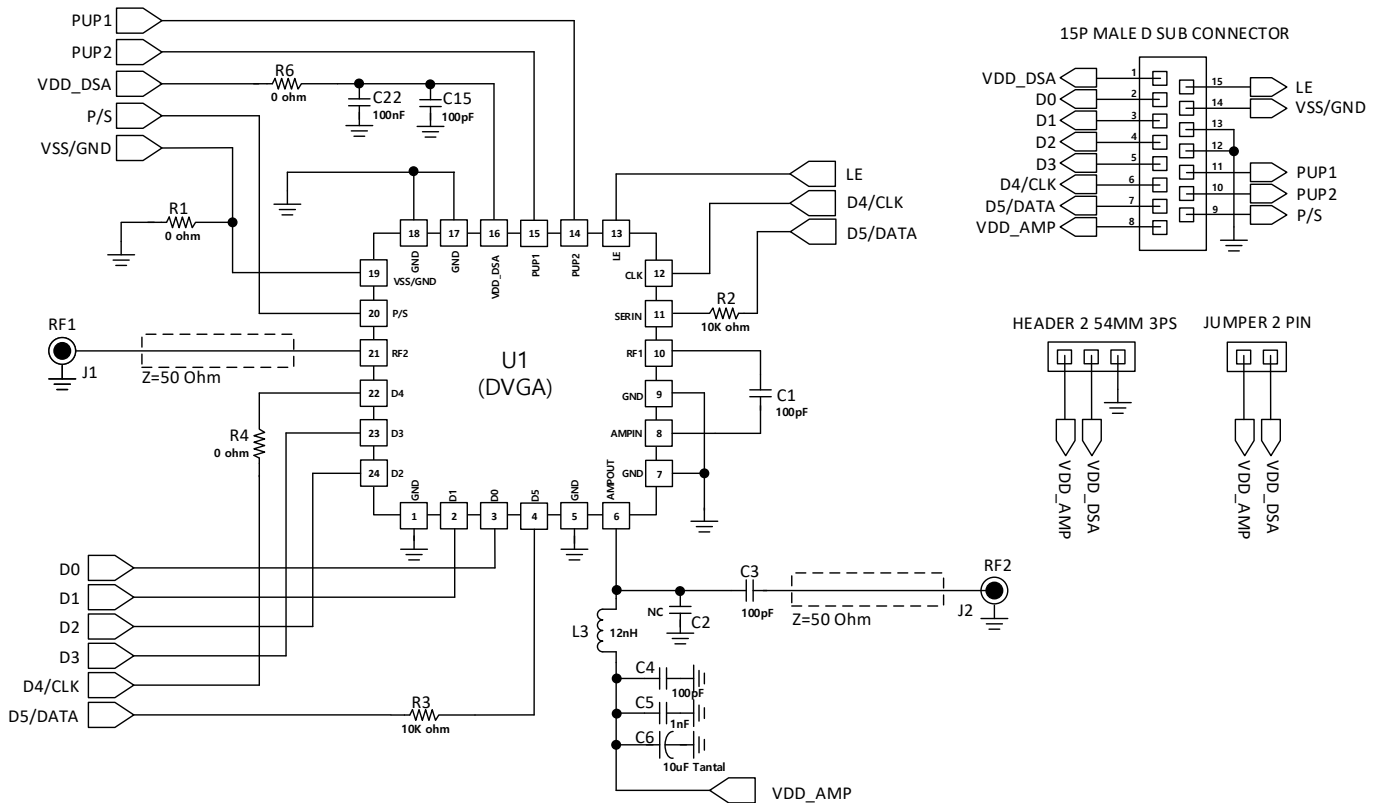 PUP1
PUP2
VDD_DSA
P/S
VSS/GND
R6
0 ohm
C22
100nF
C15
100pF
R1
0 ohm
LE
D4/CLK
D5/DATA
R2
10K ohm
18
17
16
15
14
13
GND
GND
VDD_DSA
PUP1
PUP2
LE
19
VSS/GND
20
P/S
21
RF2
22
D4
23
D3
24
D2
12
CLK
11
SERIN
10
RF1
9
GND
8
AMPIN
7
GND
U1
(DVGA)
GND
D1
D0
D5
GND
AMPOUT
1
2
3
4
5
6
RF1
J1
Z=50 Ohm
R4
0 ohm
C1
100pF
D0
D1
D2
D3
D4/CLK
D5/DATA
R3
10K ohm
L3
12nH
NC
C2
C3
100pF
Z=50 Ohm
RF2
J2
C4
100pF
C5
1nF
C6
10uF Tantal
VDD_AMP
15P MALE D SUB CONNECTOR
VDD_DSA
1
D0
2
D1
3
D2
4
D3
5
D4/CLK
6
D5/DATA
7
VDD_AMP
8
15
LE
14
VSS/GND
13
12
11
PUP1
10
PUP2
9
P/S
HEADER 2 54MM 3PS
VDD_AMP
VDD_DSA
JUMPER 2 PIN
VDD_AMP
VDD_DSA